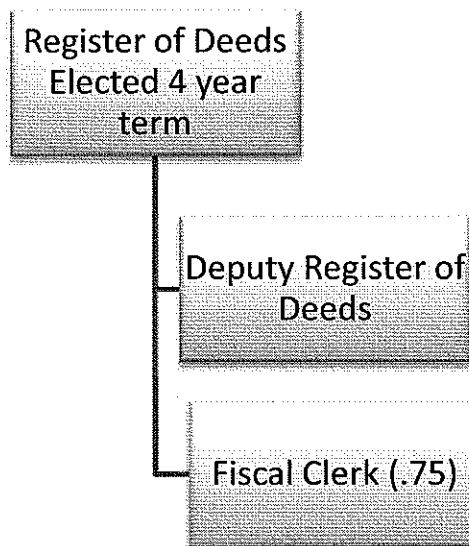 Register of Deeds
Elected 4 year
term
Deputy Register of
Deeds
Fiscal Clerk (.75)